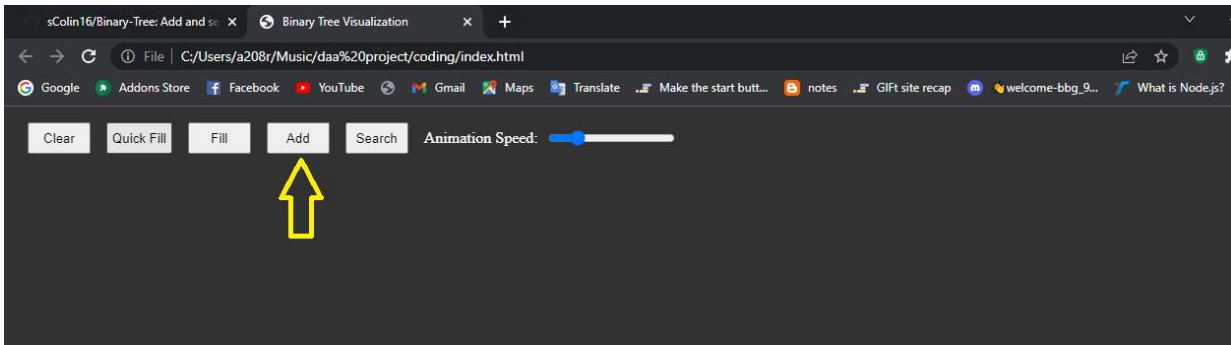 sColin16/Binary-Tree: Add and se Binary Tree Visualization
File C:/Users/a208r/Music/daa%20project/coding/index.html
Google Addons Store Facebook YouTube Gmail Maps Translate Make the start butt... notes GIFt site recap welcome-bbg_9... What is Node.js?
Clear Quick Fill Fill Add Search Animation Speed: